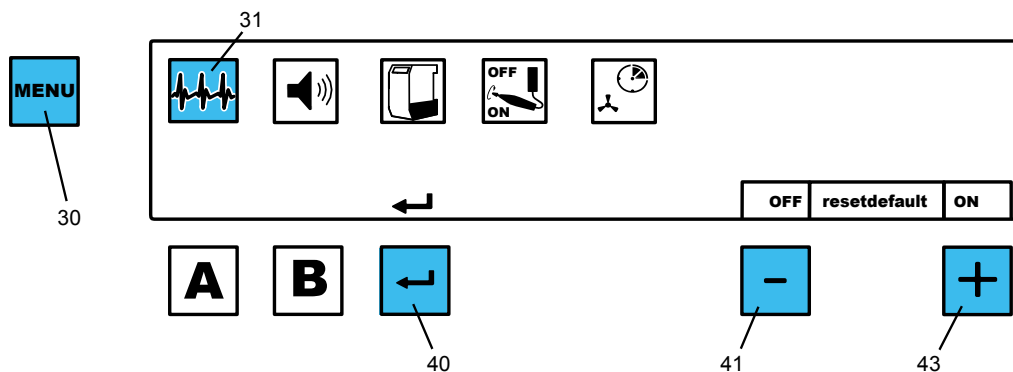 31
MENU
OFF
ON
30
OFF resetdefault ON
A B - +
40 41 43